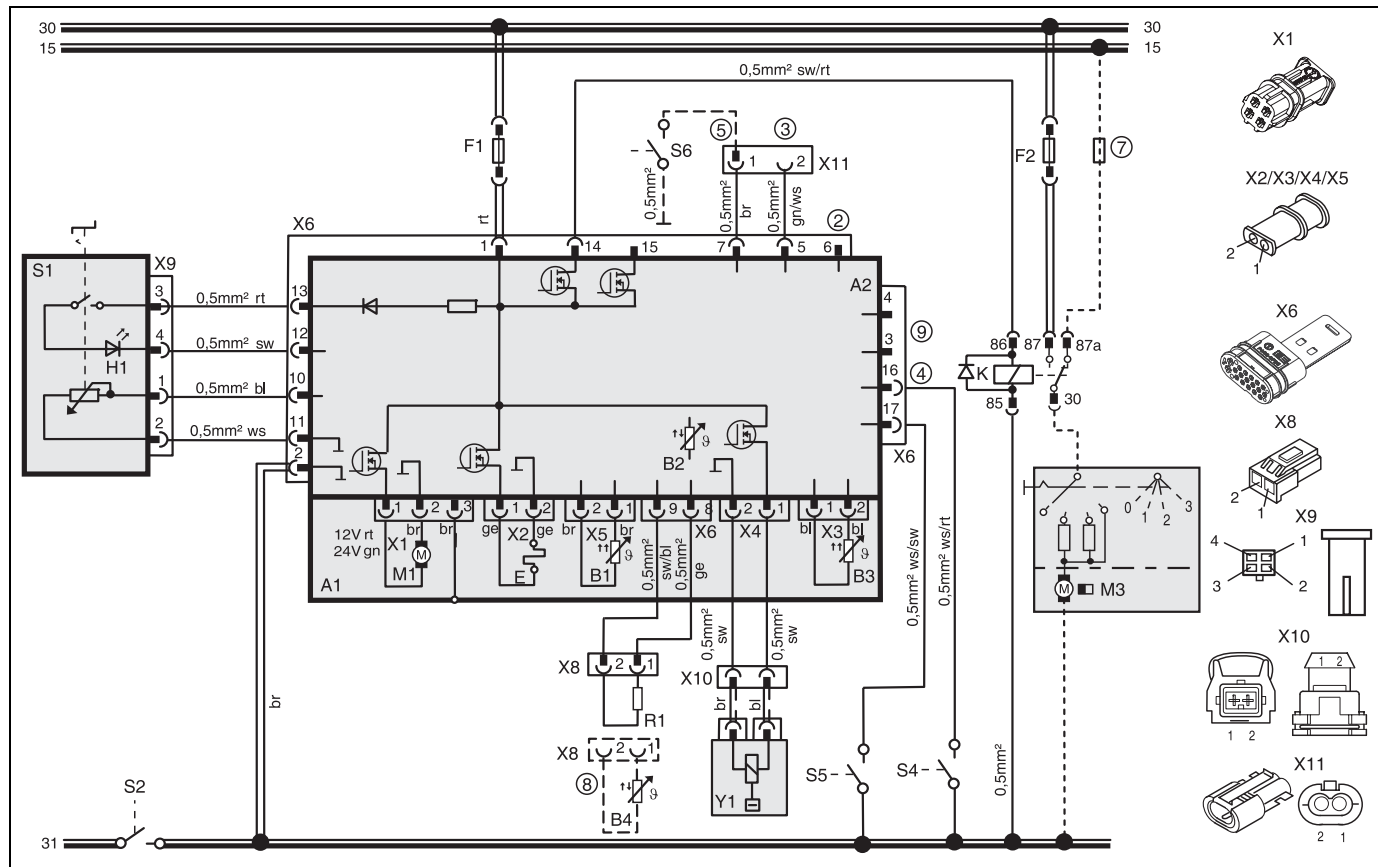 30
30
15
15
X1
0,5mm² sw/rt
F1
S6
⑤
③
1
2
X11
F2
⑦
0,5mm²
0,5mm²
br
0,5mm²
gn/ws
X2/X3/X4/X5
2
1
rt
X6
②
1
14
15
7
5
6
S1
X9
3
0,5mm² rt
13
A2
4
⑨
3
4
0,5mm² sw
12
H1
16
④
86
87
87a
K
1
0,5mm² bl
10
17
85
30
2
0,5mm² ws
11
2
B2
ϑ
X6
X6
X8
2
1
1
2
3
1
2
2
1
9
8
2
1
1
2
12V rt
24V gn
X1
br
br
M
M1
ge
X2
ge
E
br
X5
br
ϑ
B1
X6
X4
bl
X3
bl
ϑ
B3
0,5mm²
sw/bl
0,5mm²
ge
A1
0
1
2
3
M
M3
X9
4
1
3
2
0,5mm²
sw
0,5mm²
sw
0,5mm² ws/sw
0,5mm² ws/rt
X8
2
1
R1
X10
br
bl
X10
1 2
1 2
br
X8
2
1
⑧
ϑ
B4
Y1
S5
S4
0,5mm²
X11
2 1
S2
31